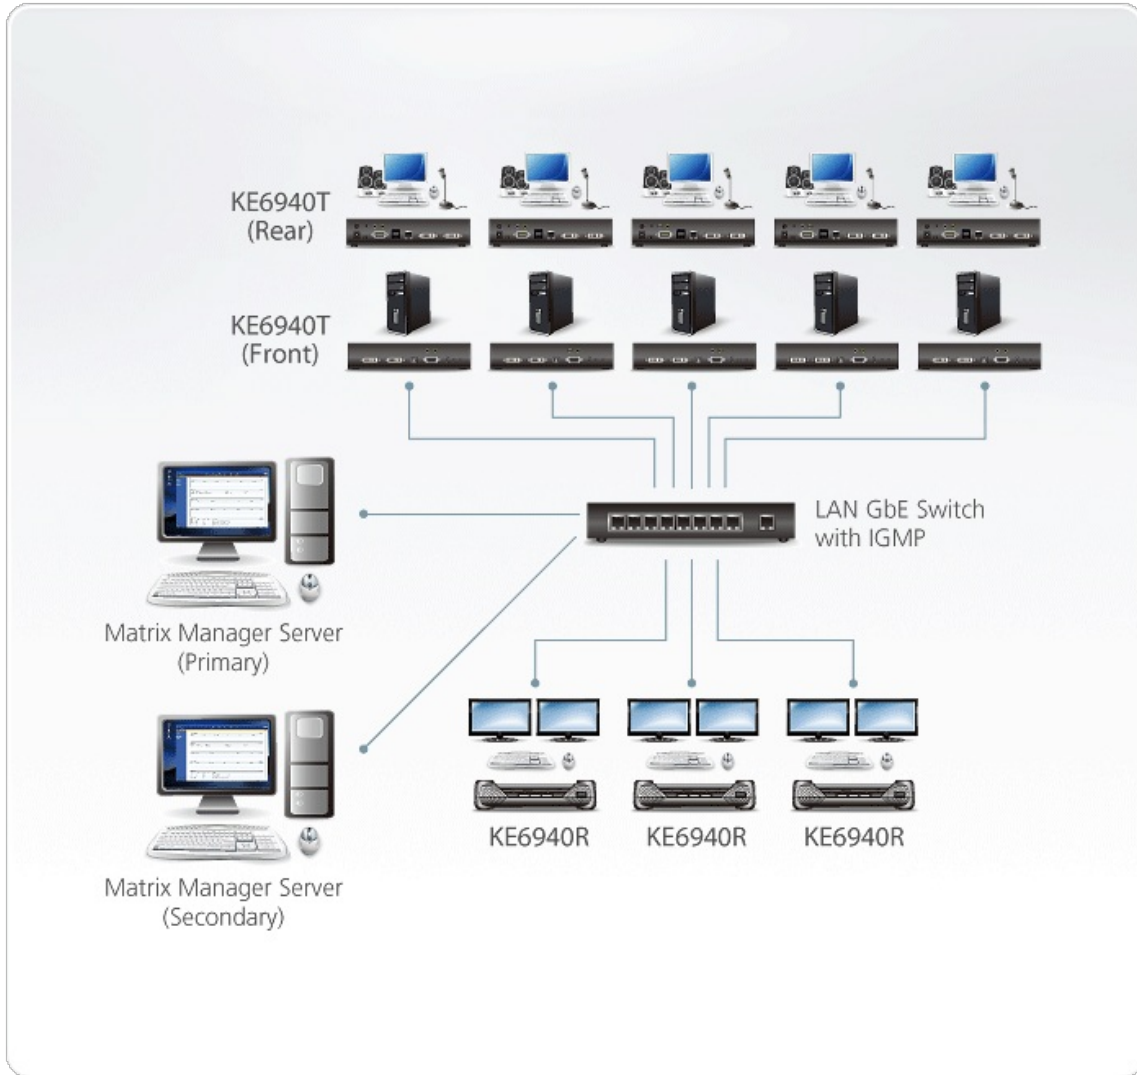 KE6940T
(Rear)
KE6940T
(Front)
LAN GbE Switch
with IGMP
Matrix Manager Server
(Primary)
Matrix Manager Server
(Secondary)
KE6940R
KE6940R
KE6940R